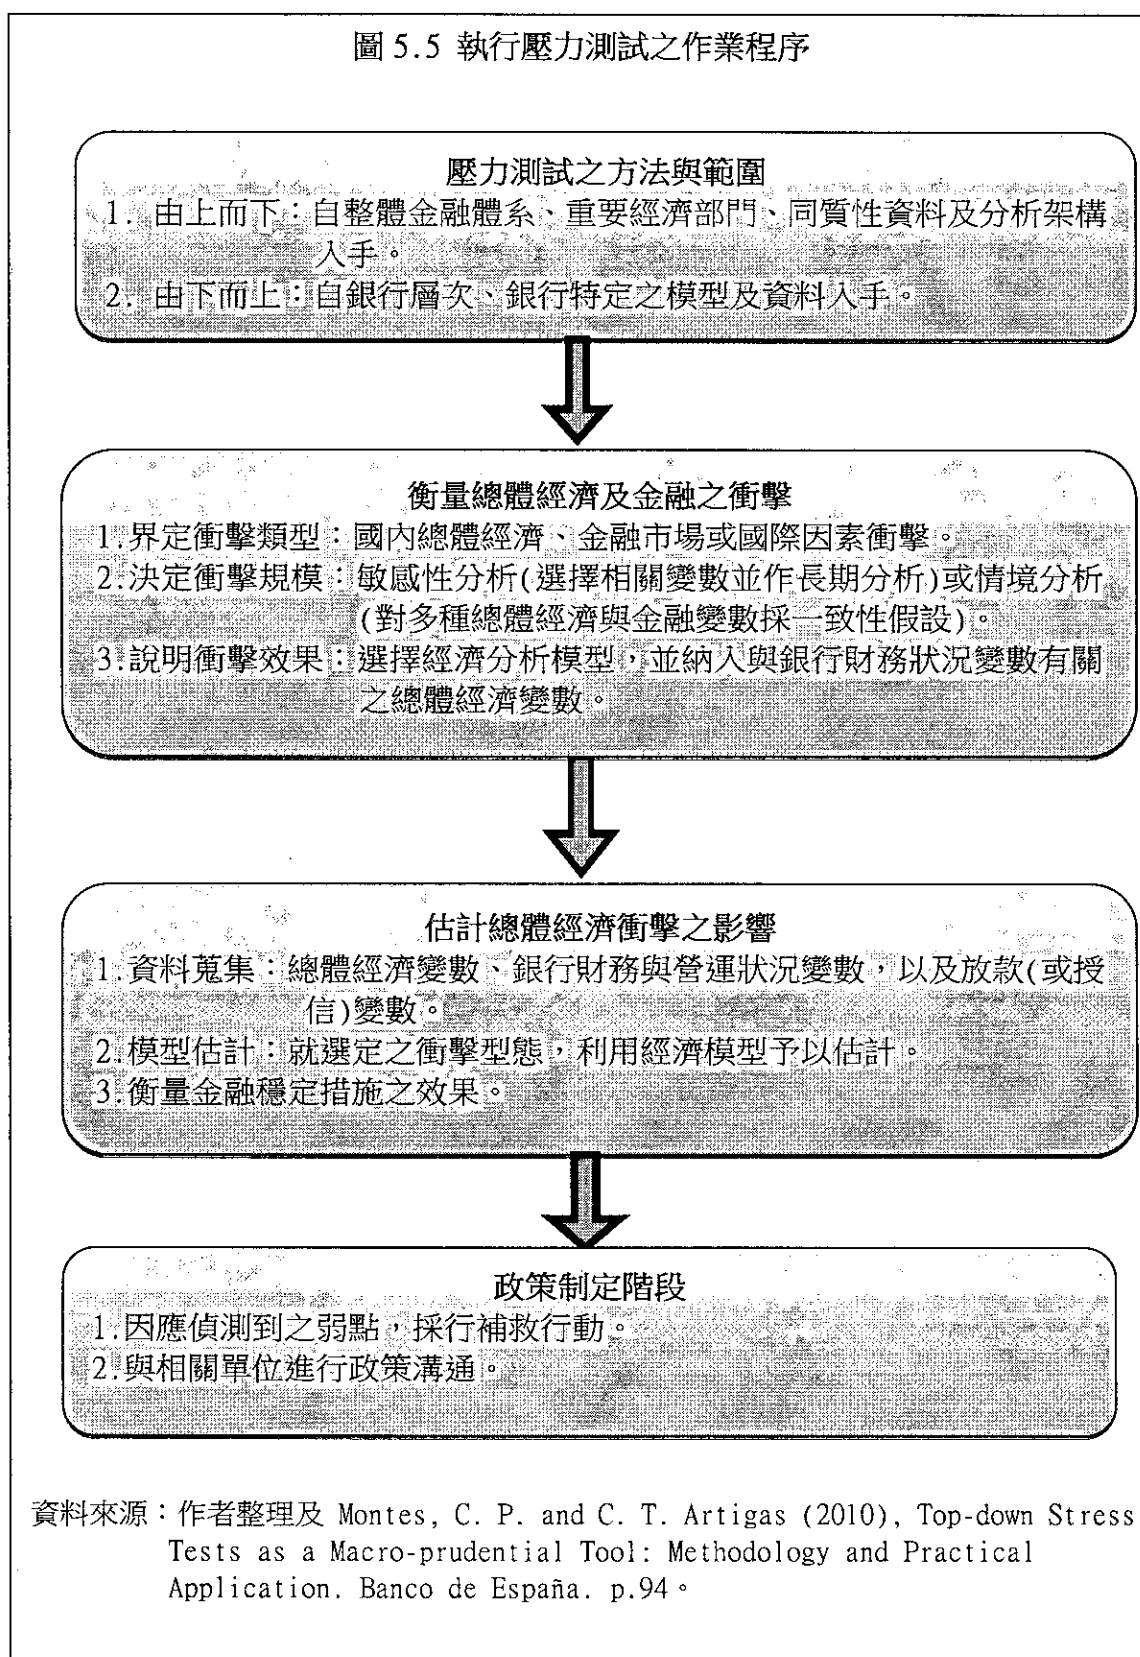 圖 5.5 執行壓力測試之作業程序
壓力測試之方法與範圍
1. 由上而下：自整體金融體系、重要經濟部門、同質性資料及分析架構
入手。
2. 由下而上：自銀行層次、銀行特定之模型及資料入手。
衡量總體經濟及金融之衝擊
1.界定衝擊類型：國內總體經濟、金融市場或國際因素衝擊。
2.決定衝擊規模：敏感性分析(選擇相關變數並作長期分析)或情境分析
(對多種總體經濟與金融變數採一致性假設)。
3.說明衝擊效果：選擇經濟分析模型，並納入與銀行財務狀況變數有關
之總體經濟變數。
估計總體經濟衝擊之影響
1.資料蒐集：總體經濟變數、銀行財務與營運狀況變數，以及放款(或授
信)變數。
2.模型估計：就選定之衝擊型態，利用經濟模型予以估計。
3.衡量金融穩定措施之效果。
政策制定階段
1.因應偵測到之弱點，採行補救行動。
2.與相關單位進行政策溝通。
資料來源：作者整理及 Montes, C. P. and C. T. Artigas (2010), Top-down Stress
Tests as a Macro-prudential Tool: Methodology and Practical
Application. Banco de España. p.94。